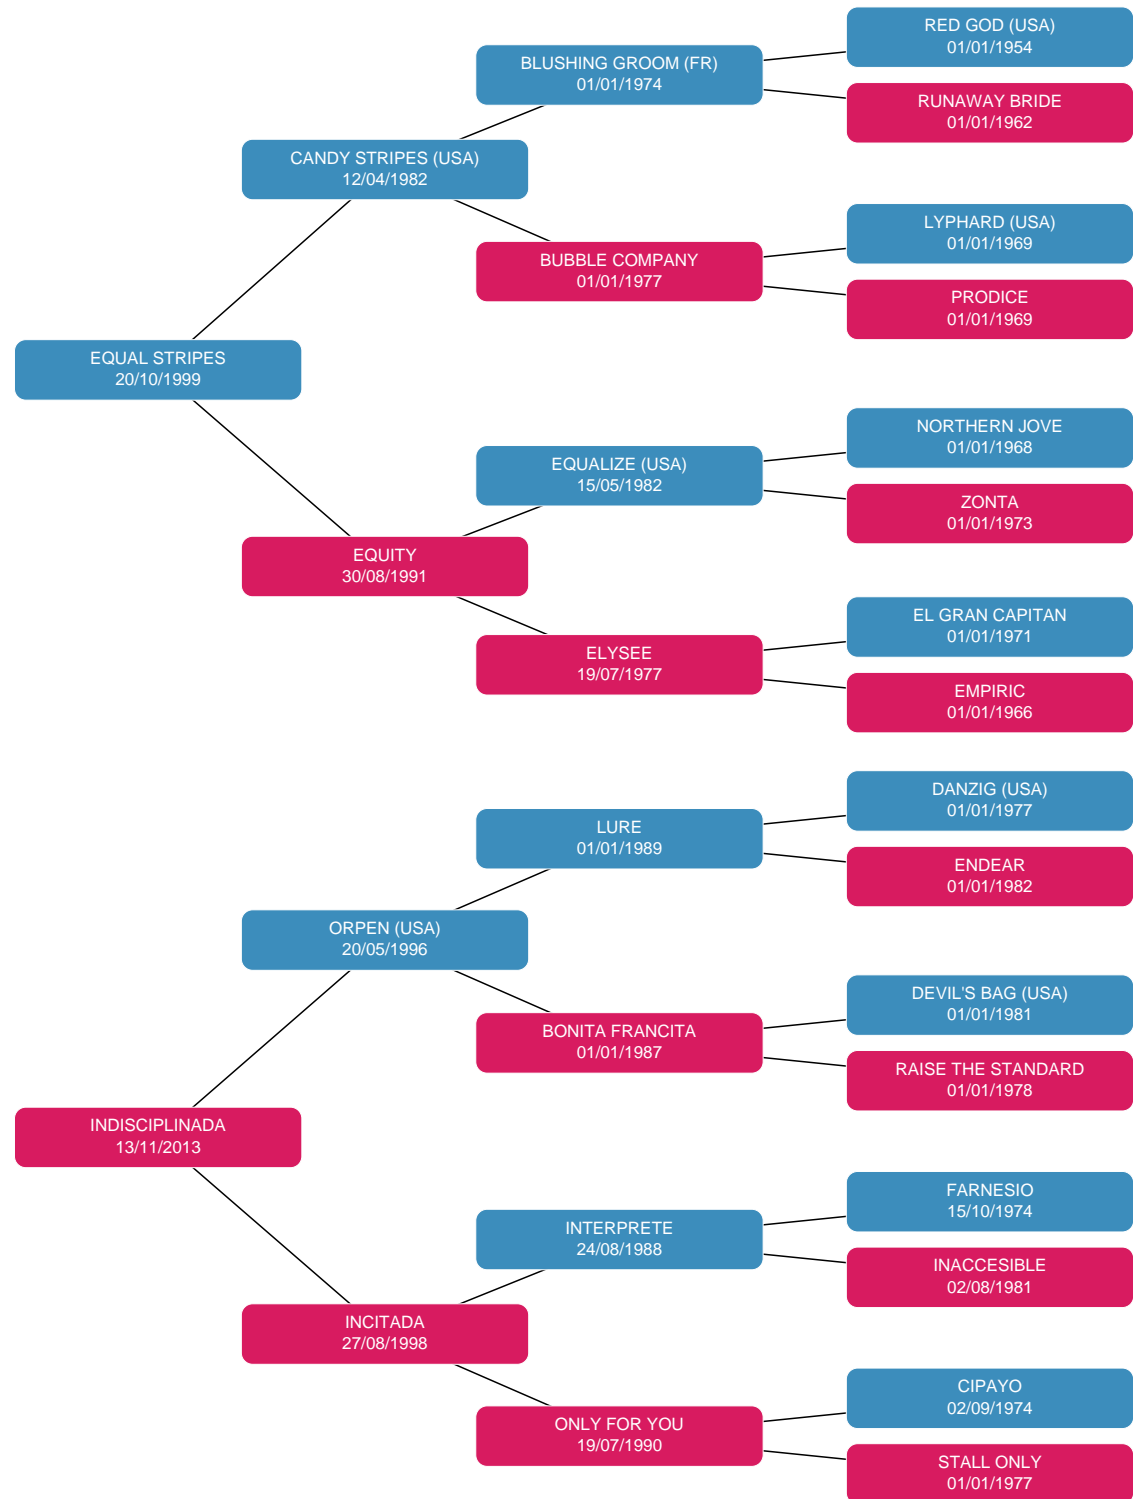 RED GOD (USA)
01/01/1954
BLUSHING GROOM (FR)
01/01/1974
RUNAWAY BRIDE
01/01/1962
CANDY STRIPES (USA)
12/04/1982
LYPHARD (USA)
01/01/1969
BUBBLE COMPANY
01/01/1977
PRODICE
01/01/1969
EQUAL STRIPES
20/10/1999
NORTHERN JOVE
01/01/1968
EQUALIZE (USA)
15/05/1982
ZONTA
01/01/1973
EQUITY
30/08/1991
EL GRAN CAPITAN
01/01/1971
ELYSEE
19/07/1977
EMPIRIC
01/01/1966
DANZIG (USA)
01/01/1977
LURE
01/01/1989
ENDEAR
01/01/1982
ORPEN (USA)
20/05/1996
DEVIL'S BAG (USA)
01/01/1981
BONITA FRANCITA
01/01/1987
RAISE THE STANDARD
01/01/1978
INDISCIPLINADA
13/11/2013
FARNESIO
15/10/1974
INTERPRETE
24/08/1988
INACCESIBLE
02/08/1981
INCITADA
27/08/1998
CIPAYO
02/09/1974
ONLY FOR YOU
19/07/1990
STALL ONLY
01/01/1977